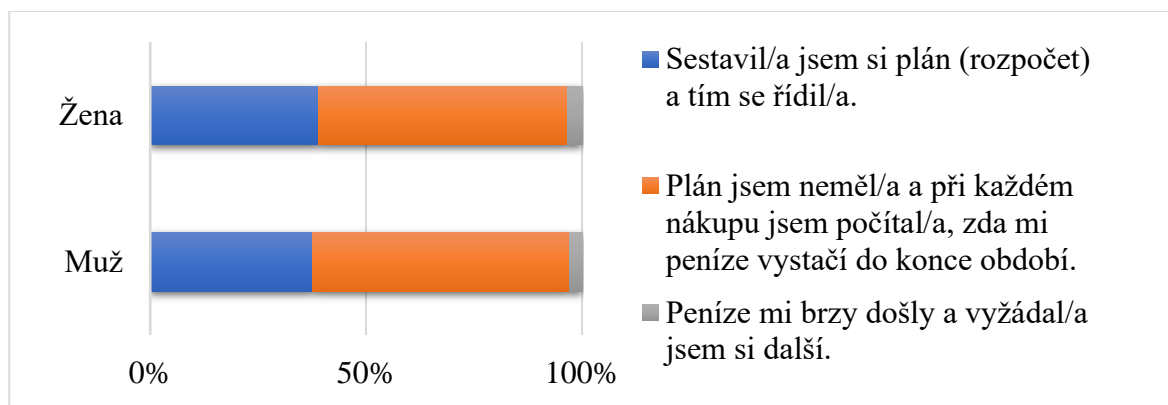 Žena
Muž
0%
50%
100%
Sestavil/a jsem si plán (rozpočet)
a tím se řídil/a.
Plán jsem neměl/a a při každém
nákupu jsem počítal/a, zda mi
peníze vystačí do konce období.
Peníze mi brzy došly a vyžádal/a
jsem si další.